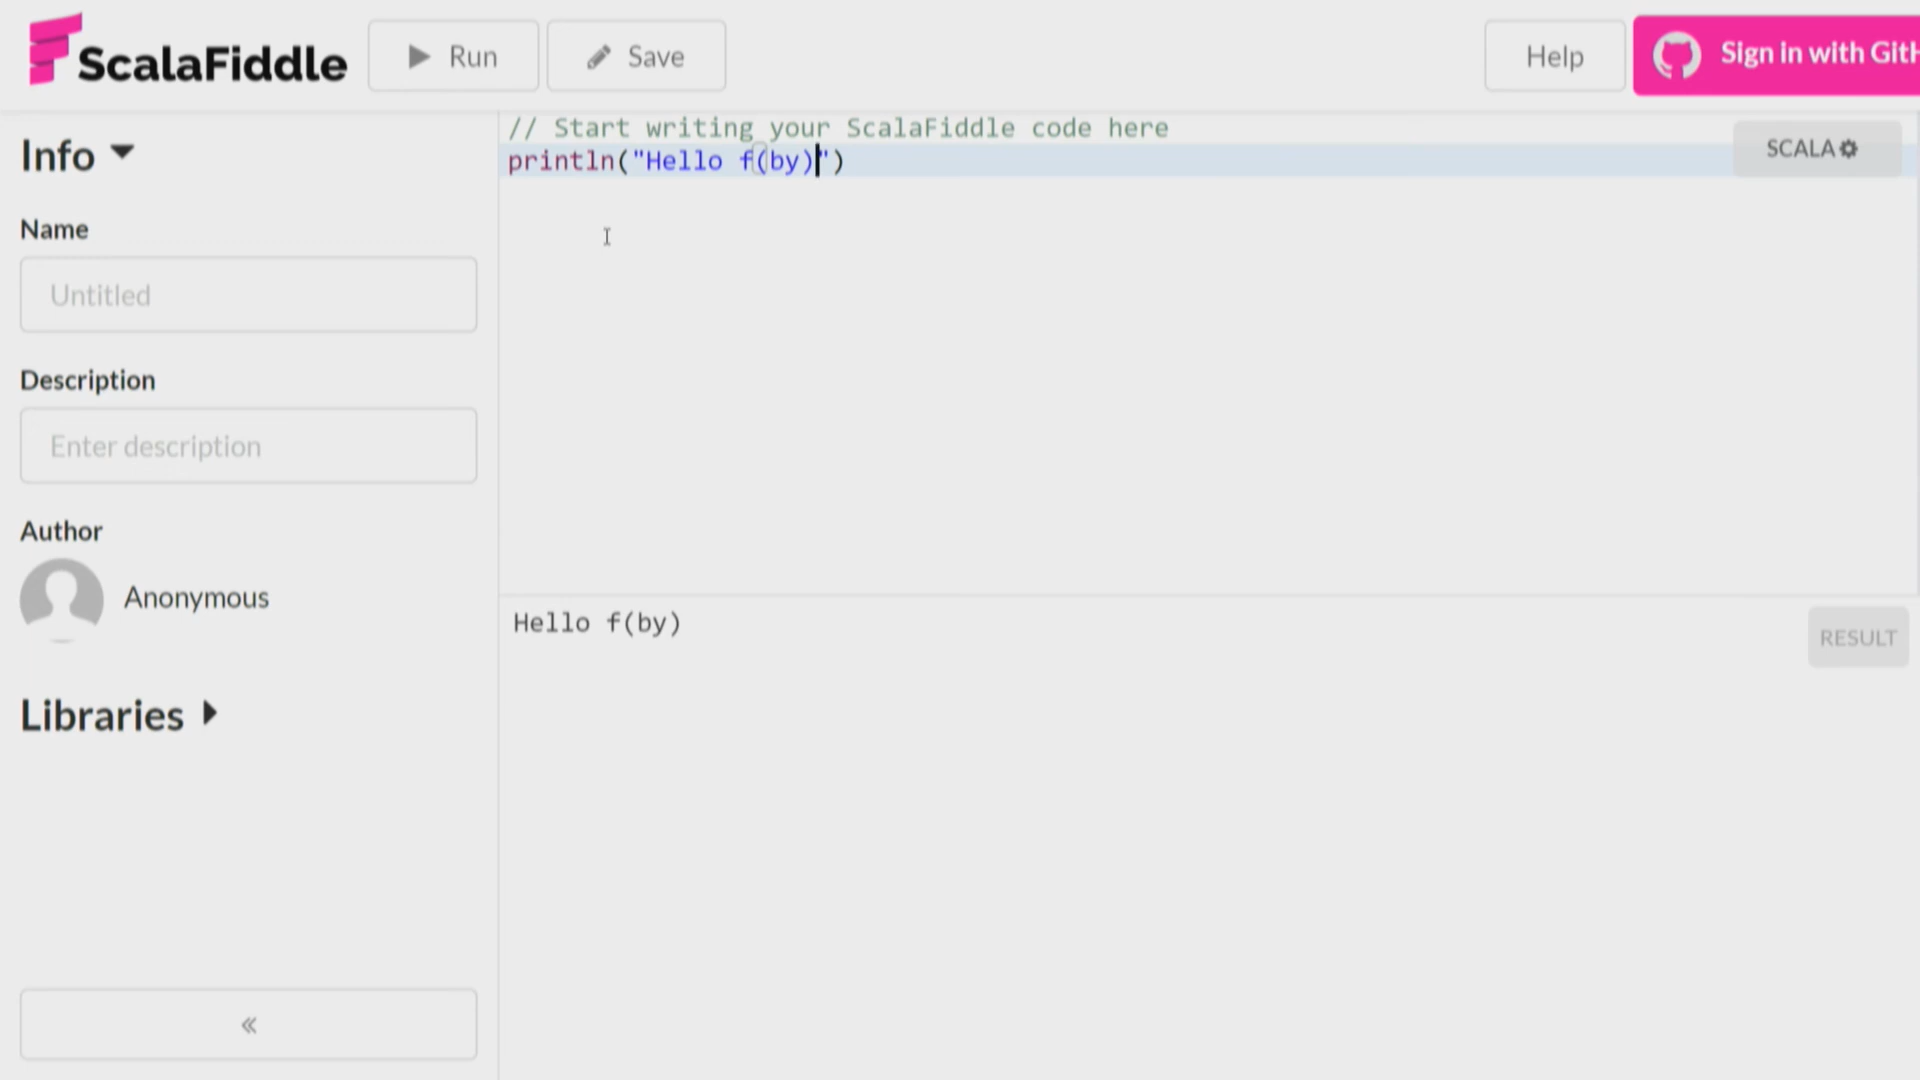 ScalaFiddle
Run
Save
Help
Sign in with GitH
Info
Name
Untitled
Description
Enter description
Author
Anonymous
Libraries
«
// Start writing your ScalaFiddle code here
println("Hello f(by)")
SCALA
Hello f(by)
RESULT